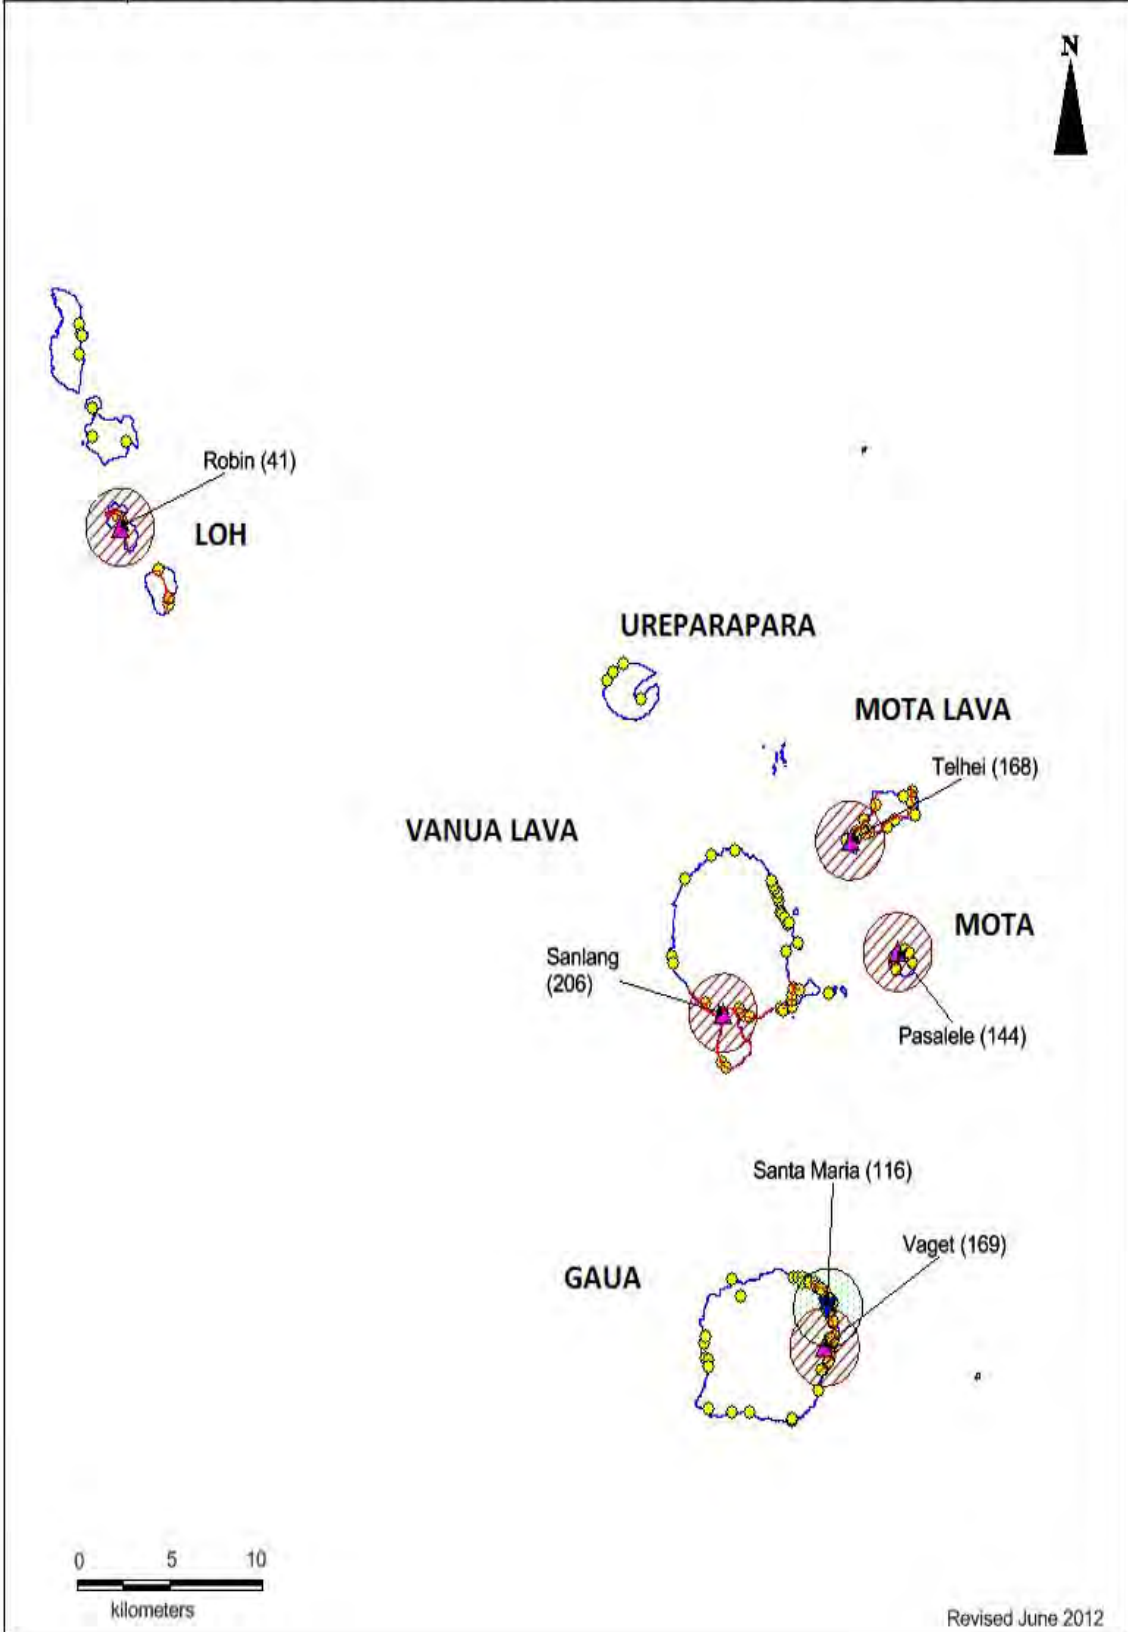 N
Robin (41)
LOH
UREPARAPARA
MOTA LAVA
Telhei (168)
VANUA LAVA
MOTA
Sanlang
(206)
Pasalele (144)
Santa Maria (116)
Vaget (169)
GAUA
0 5 10
kilometers
Revised June 2012